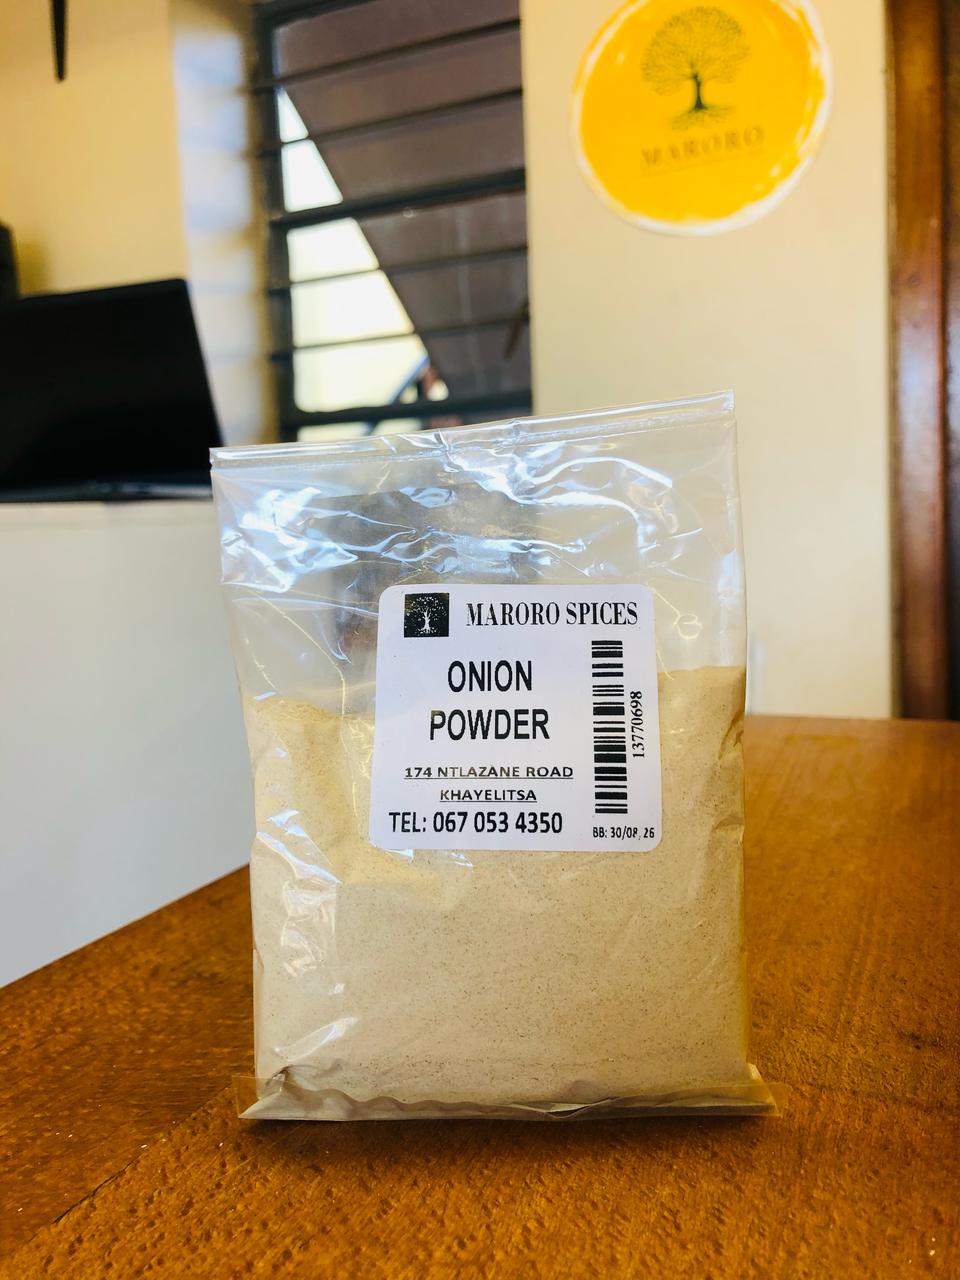 MARORO
MARORO SPICES
ONION
POWDER
174 NTLAZANE ROAD
KHAYELITSA
TEL: 067 053 4350
13770698
BB: 30/08, 26